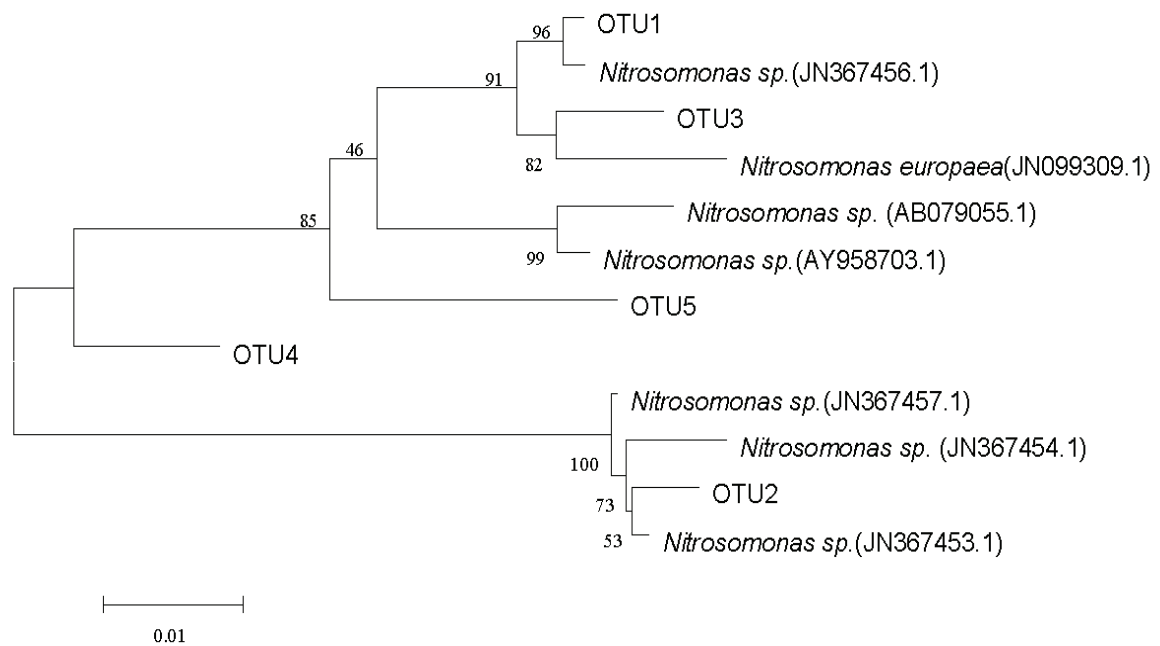 OTU1
96
Nitrosomonas sp.(JN367456.1)
91
OTU3
82
Nitrosomonas europaea(JN099309.1)
46
Nitrosomonas sp. (AB079055.1)
85
99
Nitrosomonas sp.(AY958703.1)
OTU5
OTU4
Nitrosomonas sp.(JN367457.1)
Nitrosomonas sp. (JN367454.1)
100
OTU2
73
53
Nitrosomonas sp.(JN367453.1)
0.01